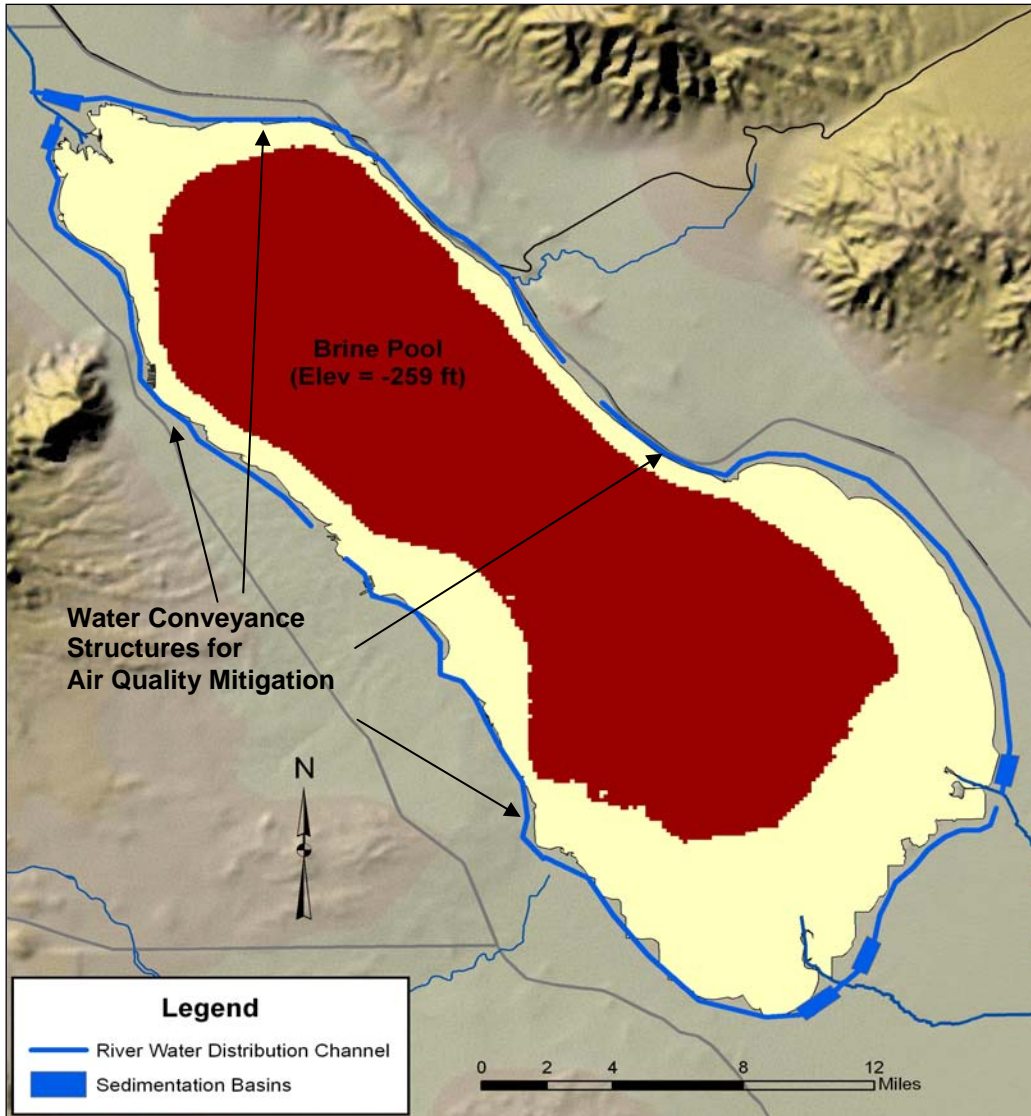 Brine Pool
(Elev = -259 ft)
Water Conveyance
Structures for
Air Quality Mitigation
N
Legend
River Water Distribution Channel
Sedimentation Basins
0 2 4 8 12
Miles